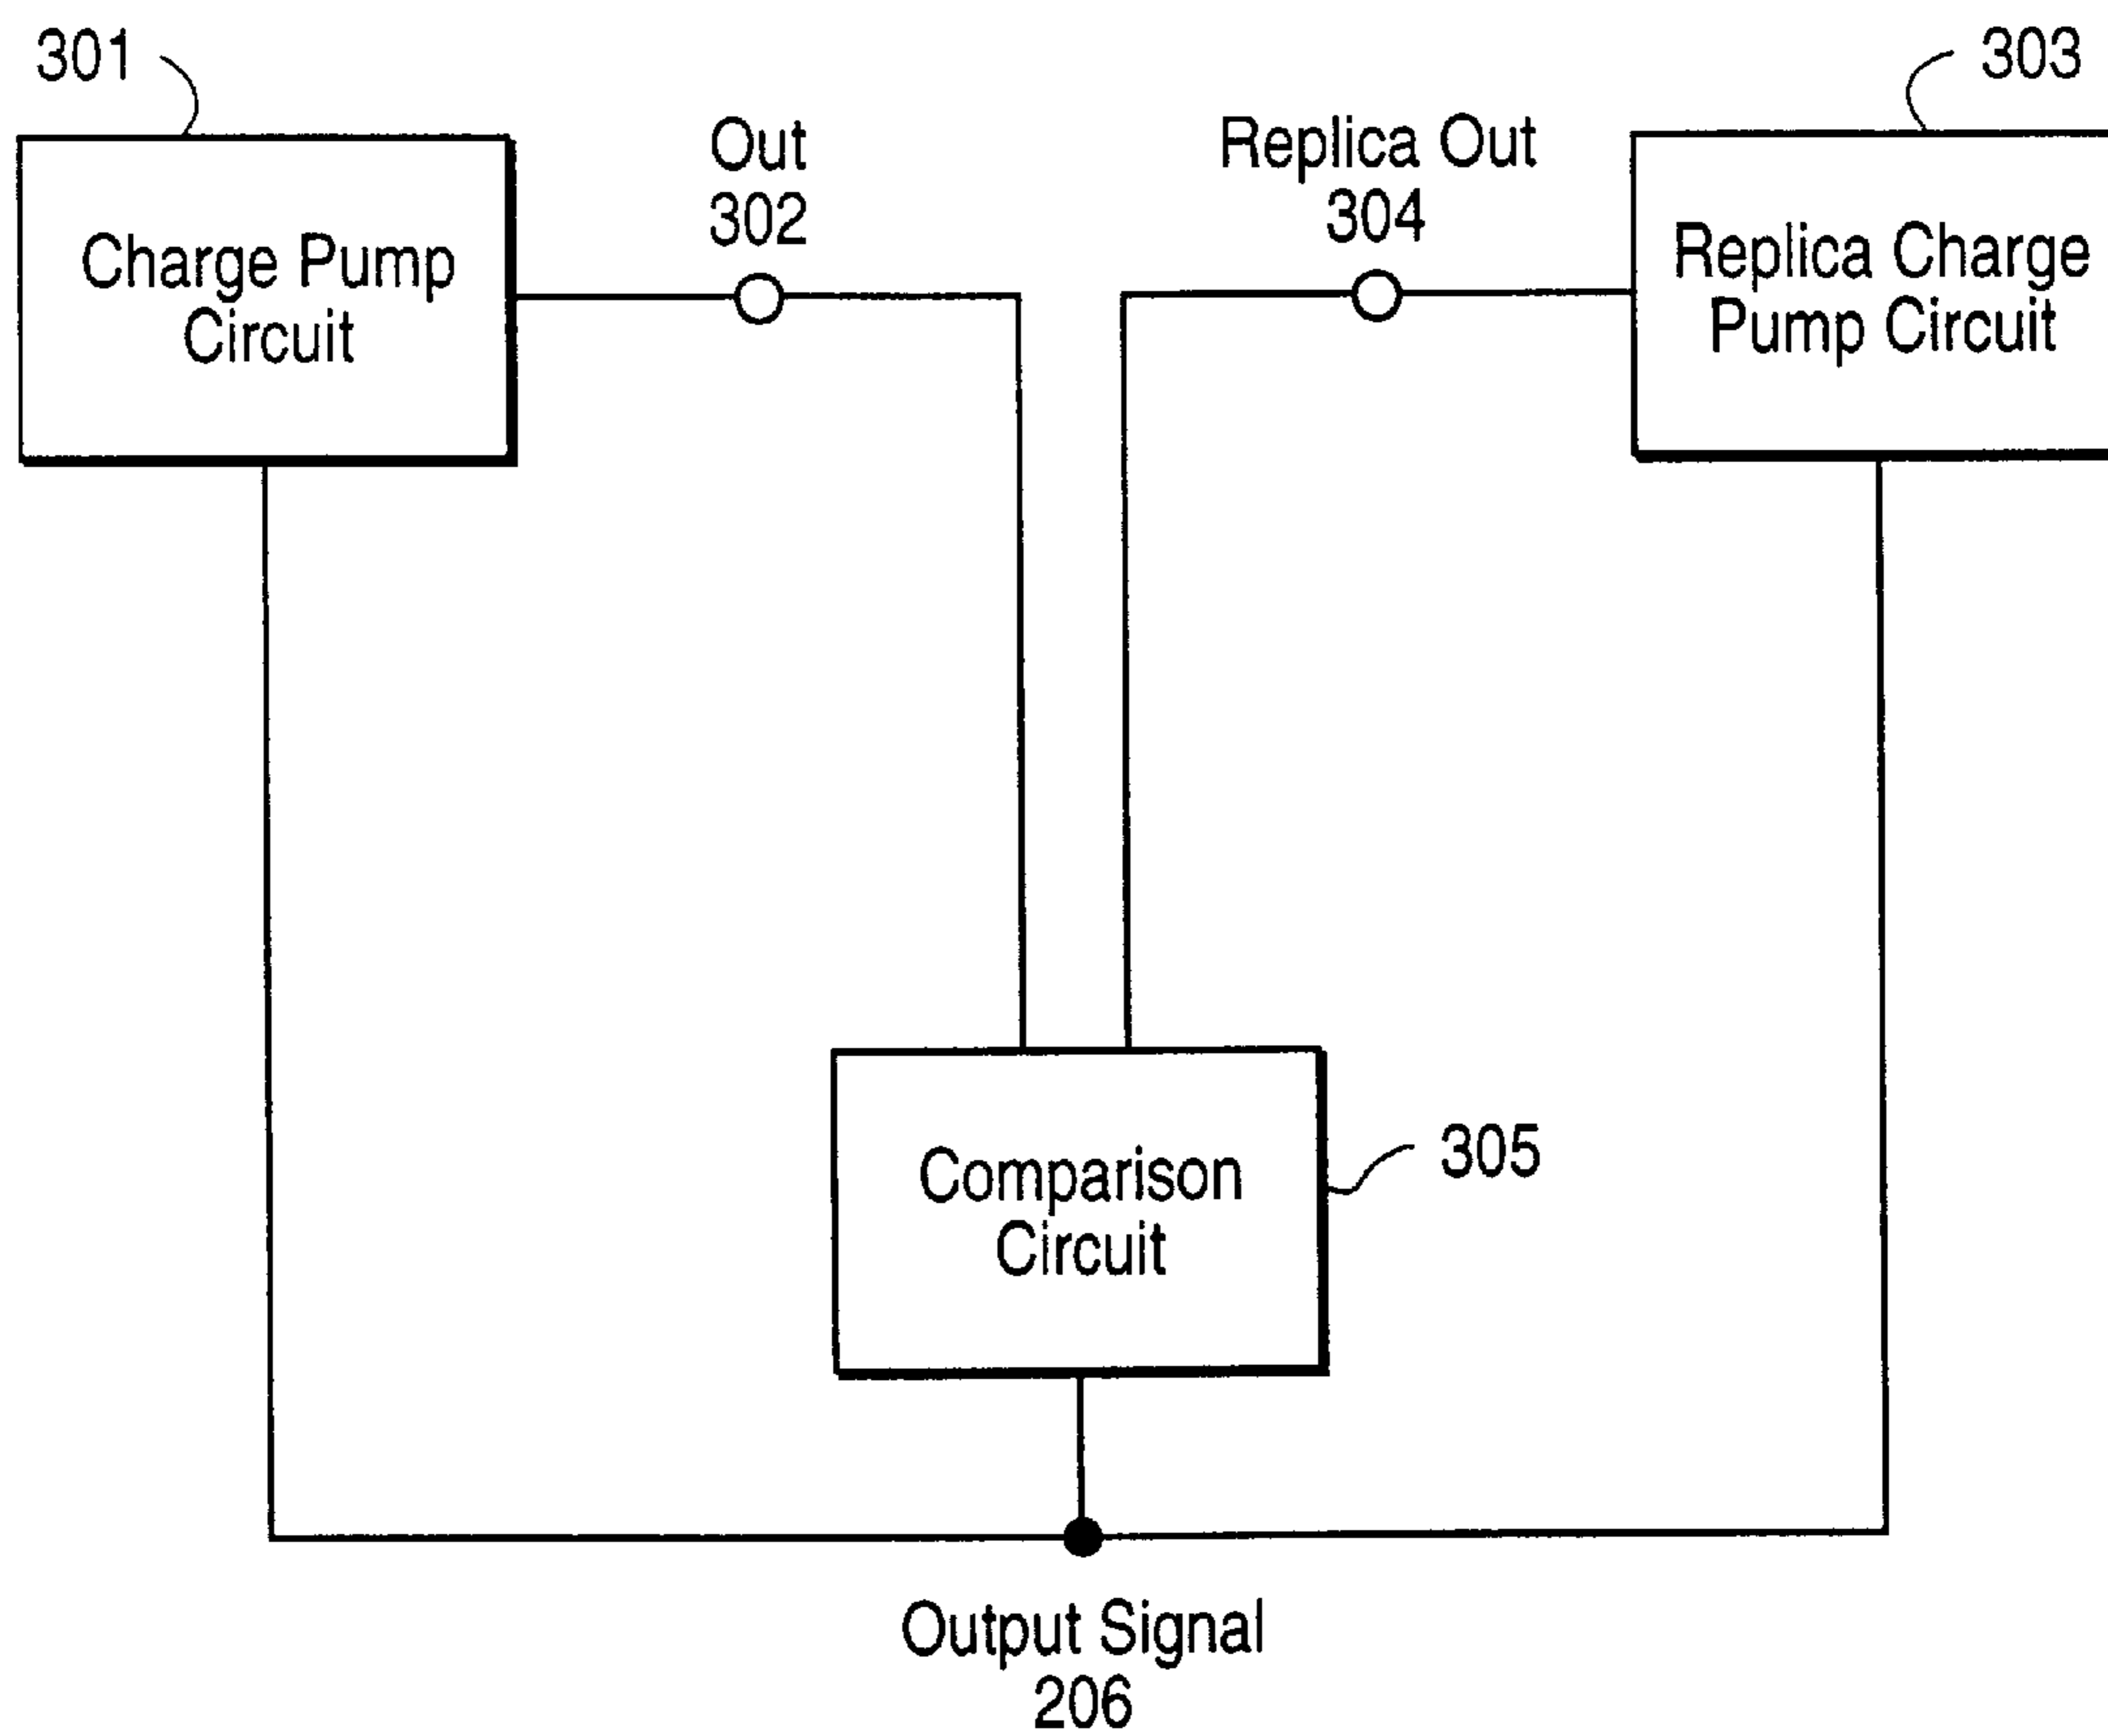 301
303
Out
302
Replica Out
304
Charge Pump
Circuit
Replica Charge
Pump Circuit
Comparison
Circuit
305
Output Signal
206